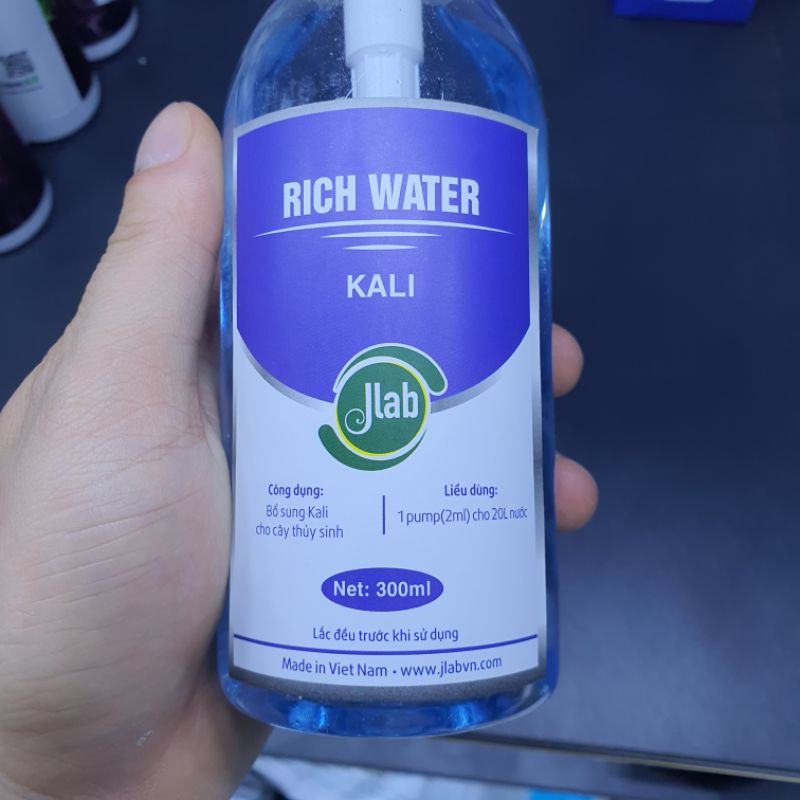 RICH WATER
KALI
Jlab
Công dụng:
Bổ sung Kali
cho cây thủy sinh
Liều dùng:
1 pump(2ml) cho 20L nước
Net: 300ml
Lắc đều trước khi sử dụng
Made in Viet Nam • www.jlabvn.com